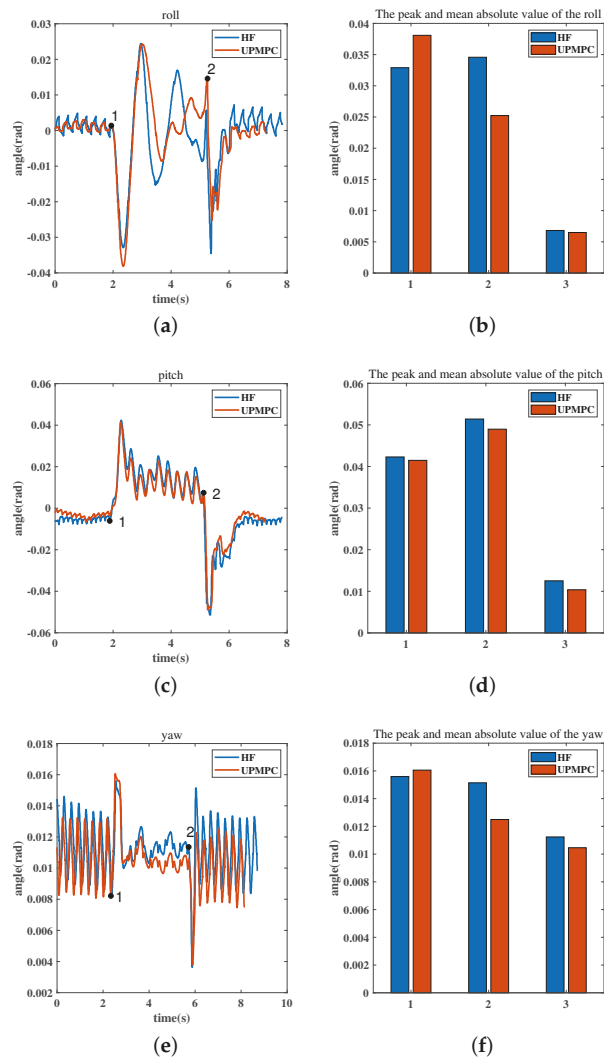 roll
0.03
HF
UPMPC
0.02
2
0.01
1
0
-0.01
-0.02
-0.03
-0.04
0 2 4 6 8
angle(rad)
time(s)
(a)
The peak and mean absolute value of the roll
0.04
HF
UPMPC
0.035
0.03
0.025
0.02
0.015
0.01
0.005
0
1 2 3
angle(rad)
(b)
pitch
0.06
HF
UPMPC
0.04
0.02
2
0
1
-0.02
-0.04
-0.06
0 2 4 6 8
angle(rad)
time(s)
(c)
The peak and mean absolute value of the pitch
0.06
HF
UPMPC
0.05
0.04
0.03
0.02
0.01
0
1 2 3
angle(rad)
(d)
yaw
0.018
HF
UPMPC
0.016
0.014
0.012
2
0.01
0.008
1
0.006
0.004
0.002
0 2 4 6 8 10
angle(rad)
time(s)
(e)
The peak and mean absolute value of the yaw
0.018
HF
UPMPC
0.016
0.014
0.012
0.01
0.008
0.006
0.004
0.002
0
1 2 3
angle(rad)
(f)